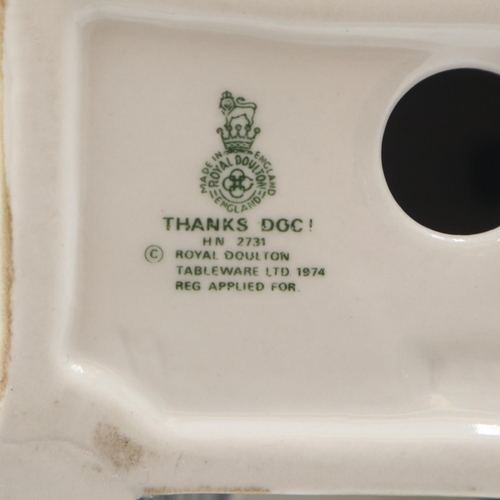 MADE IN ENGLAND
ROYAL DOULTON
ENGLAND
THANKS DOC!
HN 2731
© ROYAL DOULTON
TABLEWARE LTD 1974
REG APPLIED FOR.